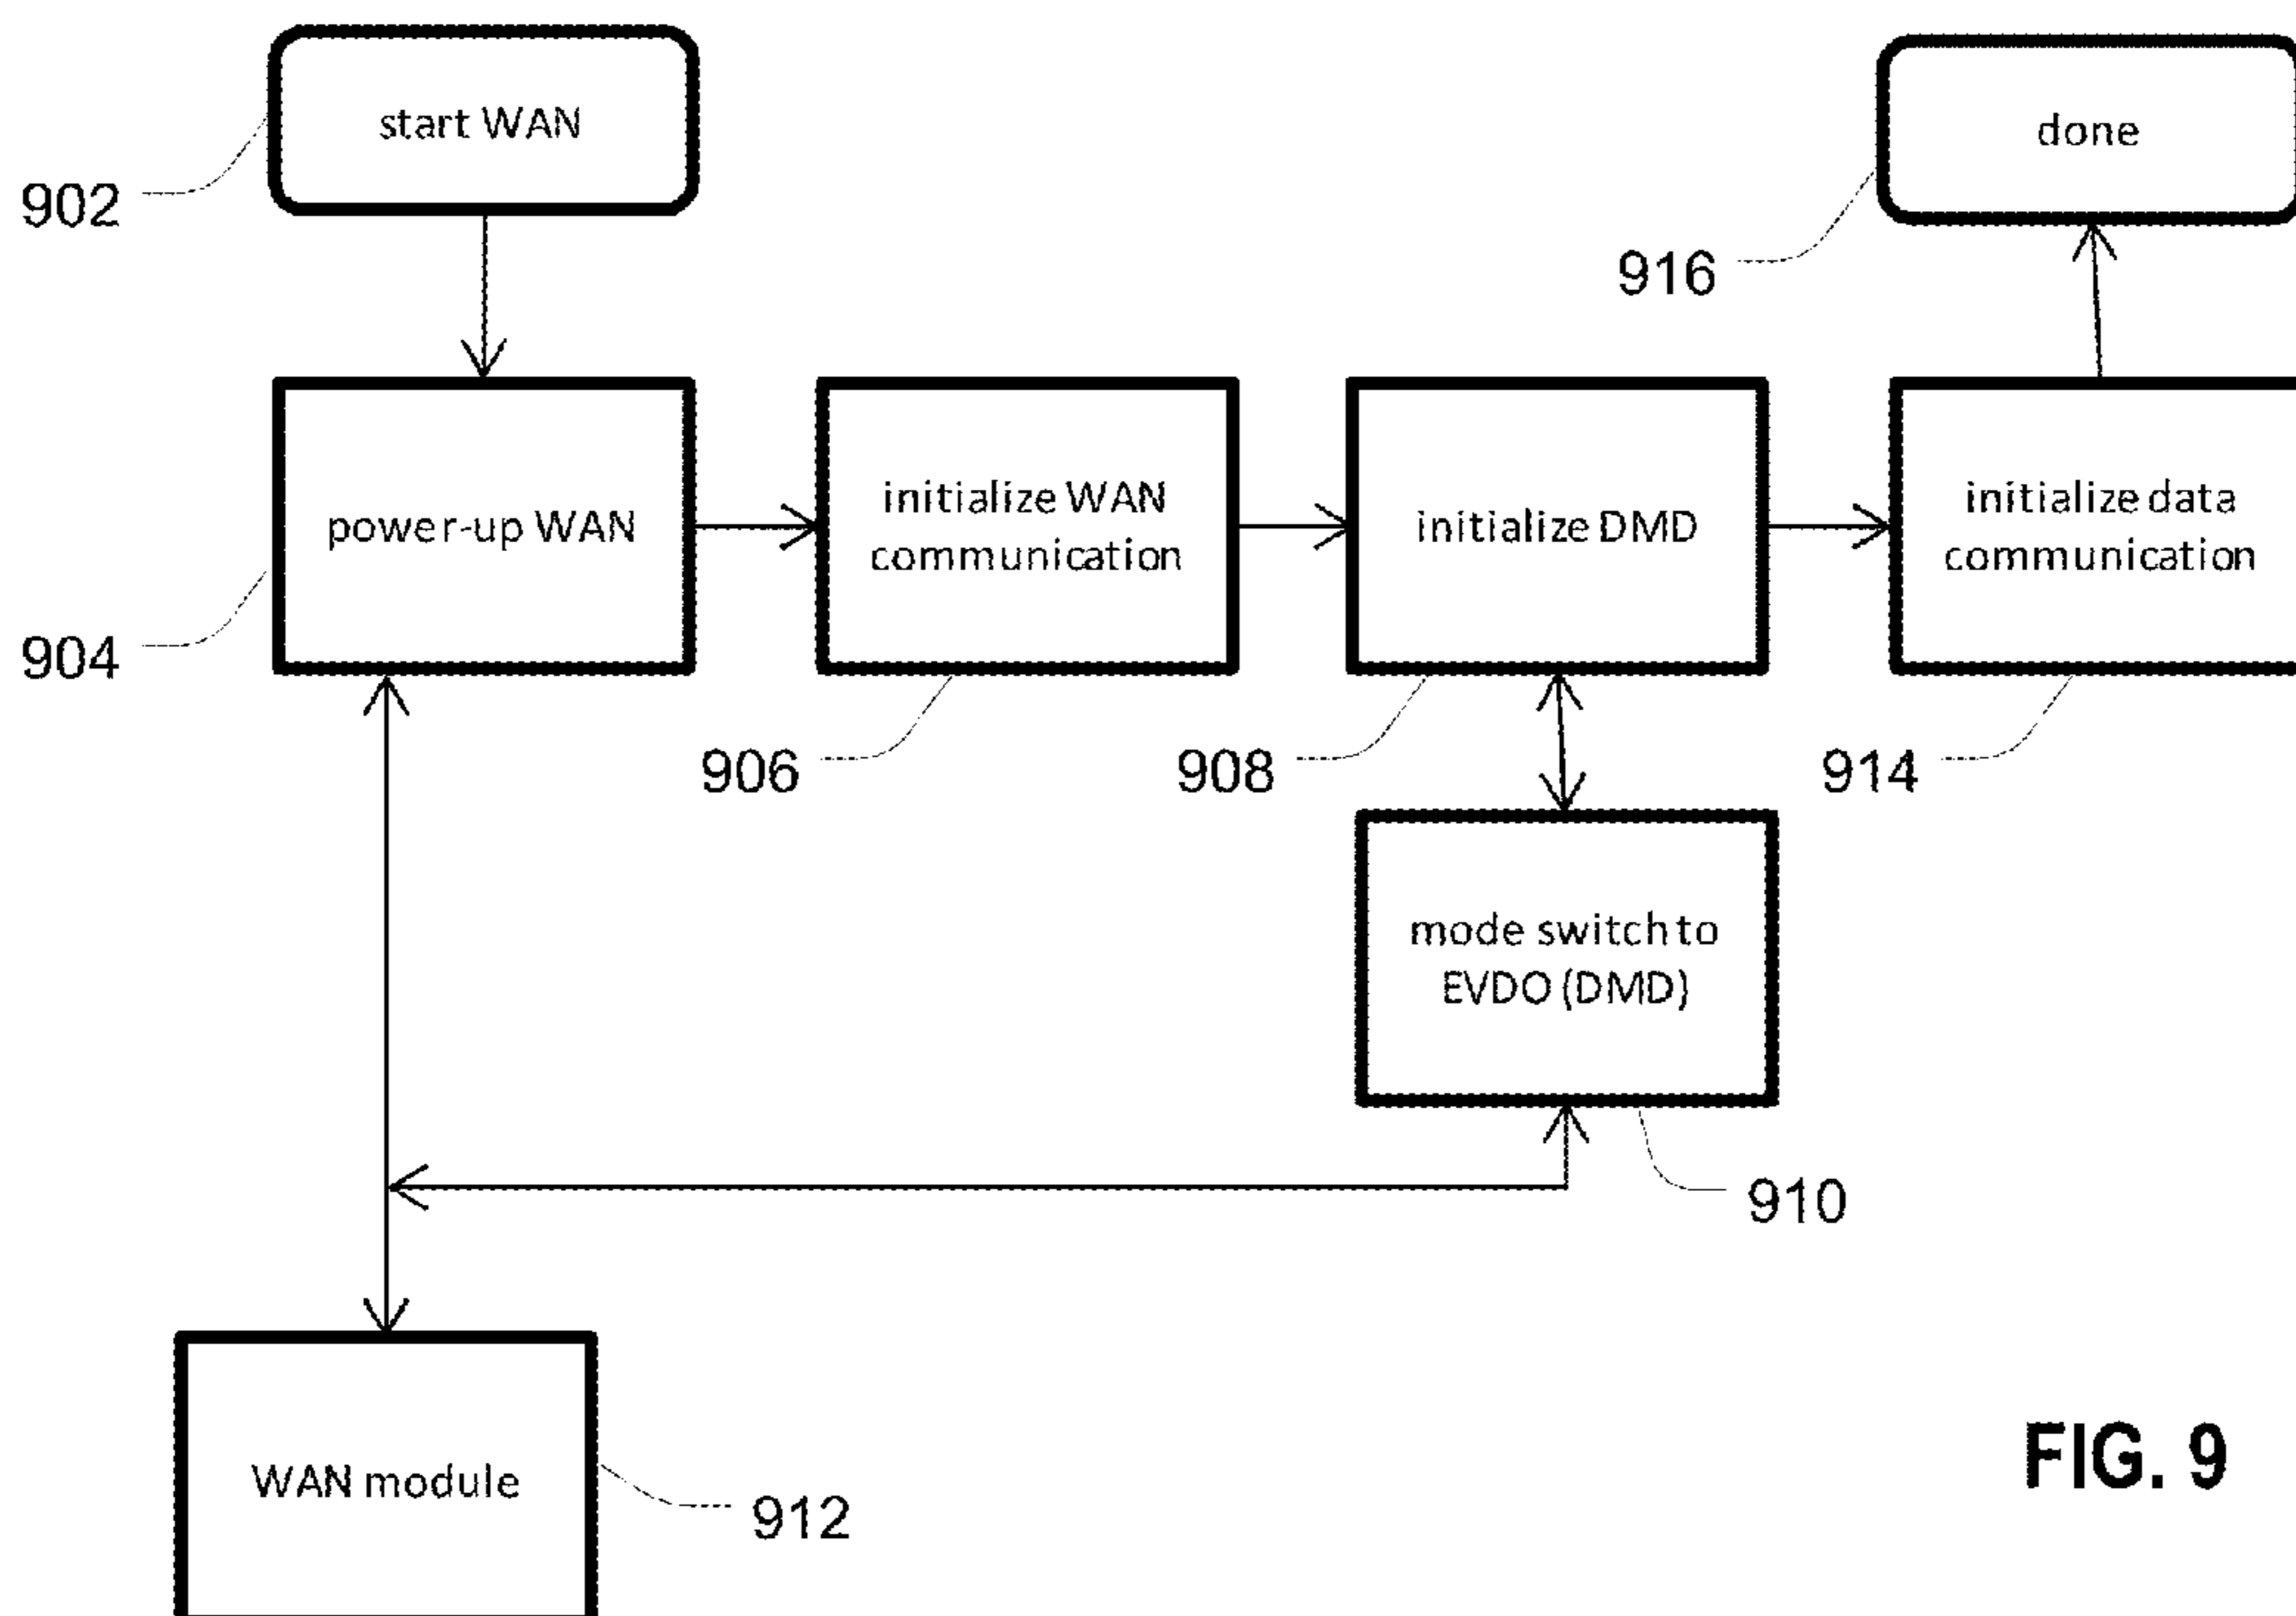 start WAN
done
902
916
power-up WAN
initialize WAN
communication
initialize DMD
initialize data
communication
904
906
908
914
mode switch to
EVDO (DMD)
910
WAN module
912
FIG. 9